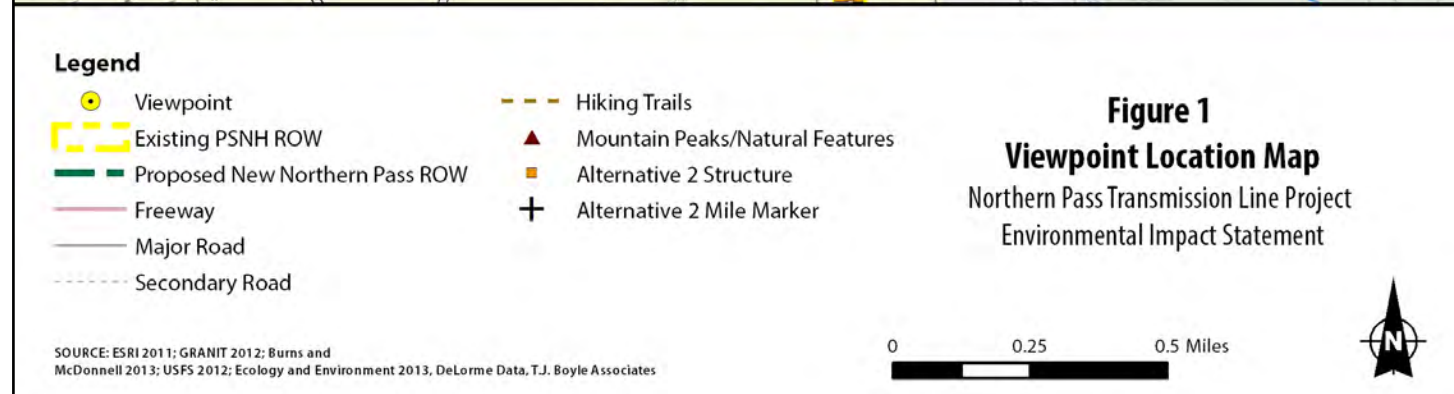 Legend
Viewpoint
Existing PSNH ROW
Proposed New Northern Pass ROW
Freeway
Major Road
Secondary Road
Hiking Trails
Mountain Peaks/Natural Features
Alternative 2 Structure
Alternative 2 Mile Marker
Figure 1
Viewpoint Location Map
Northern Pass Transmission Line Project
Environmental Impact Statement
SOURCE: ESRI 2011; GRANIT 2012; Burns and
McDonnell 2013; USFS 2012; Ecology and Environment 2013, DeLorme Data, T.J. Boyle Associates
0 0.25 0.5 Miles
N